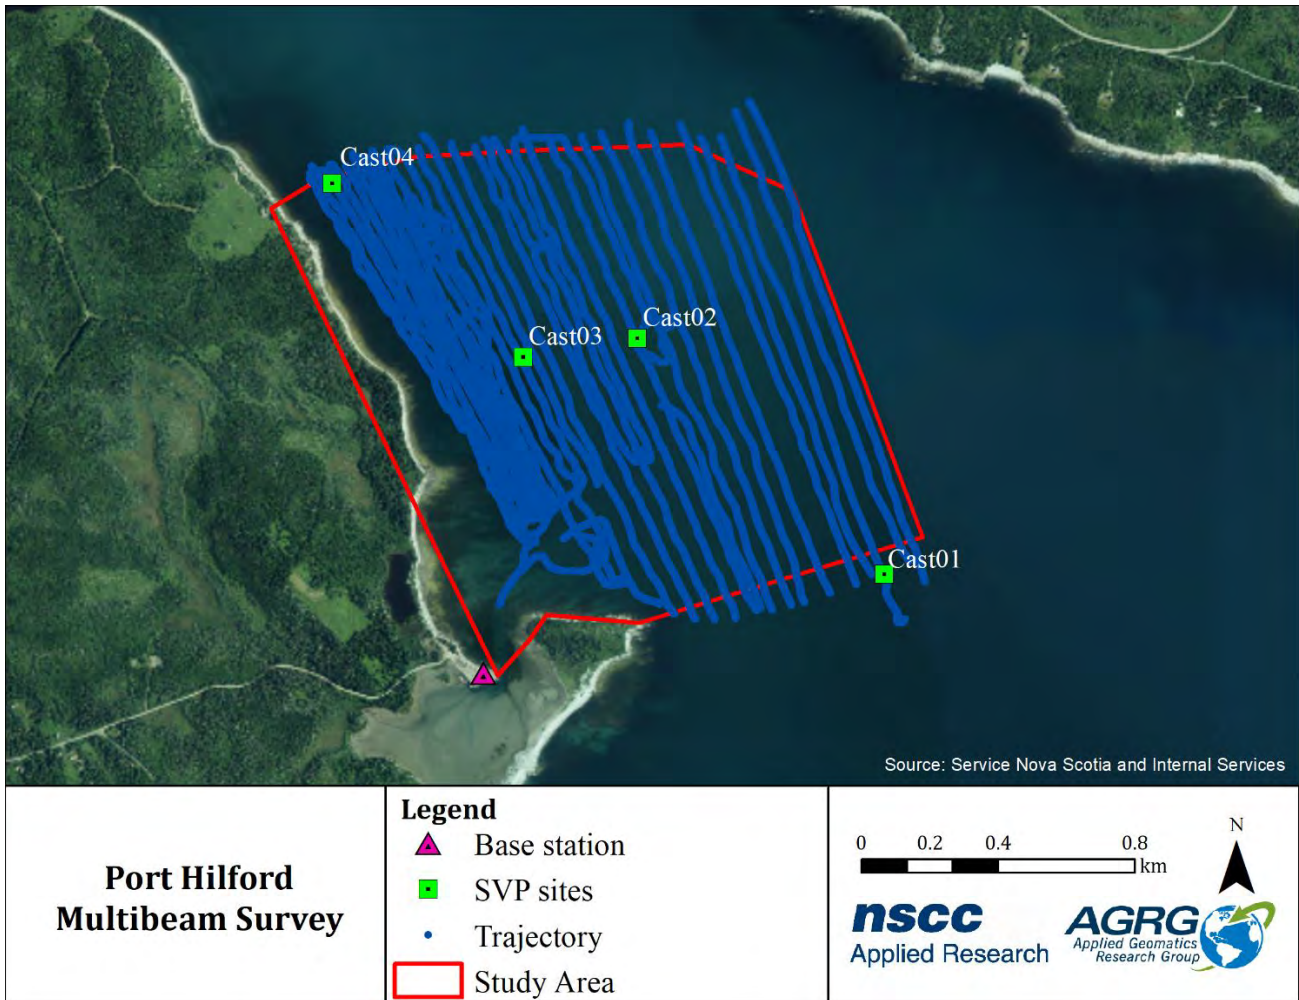 Cast04
Cast03
Cast02
Cast01
Source: Service Nova Scotia and Internal Services
Port Hilford
Multibeam Survey
Legend
Base station
SVP sites
Trajectory
Study Area
0 0.2 0.4 0.8
km
N
nscc
Applied Research
AGRG
Applied Geomatics
Research Group